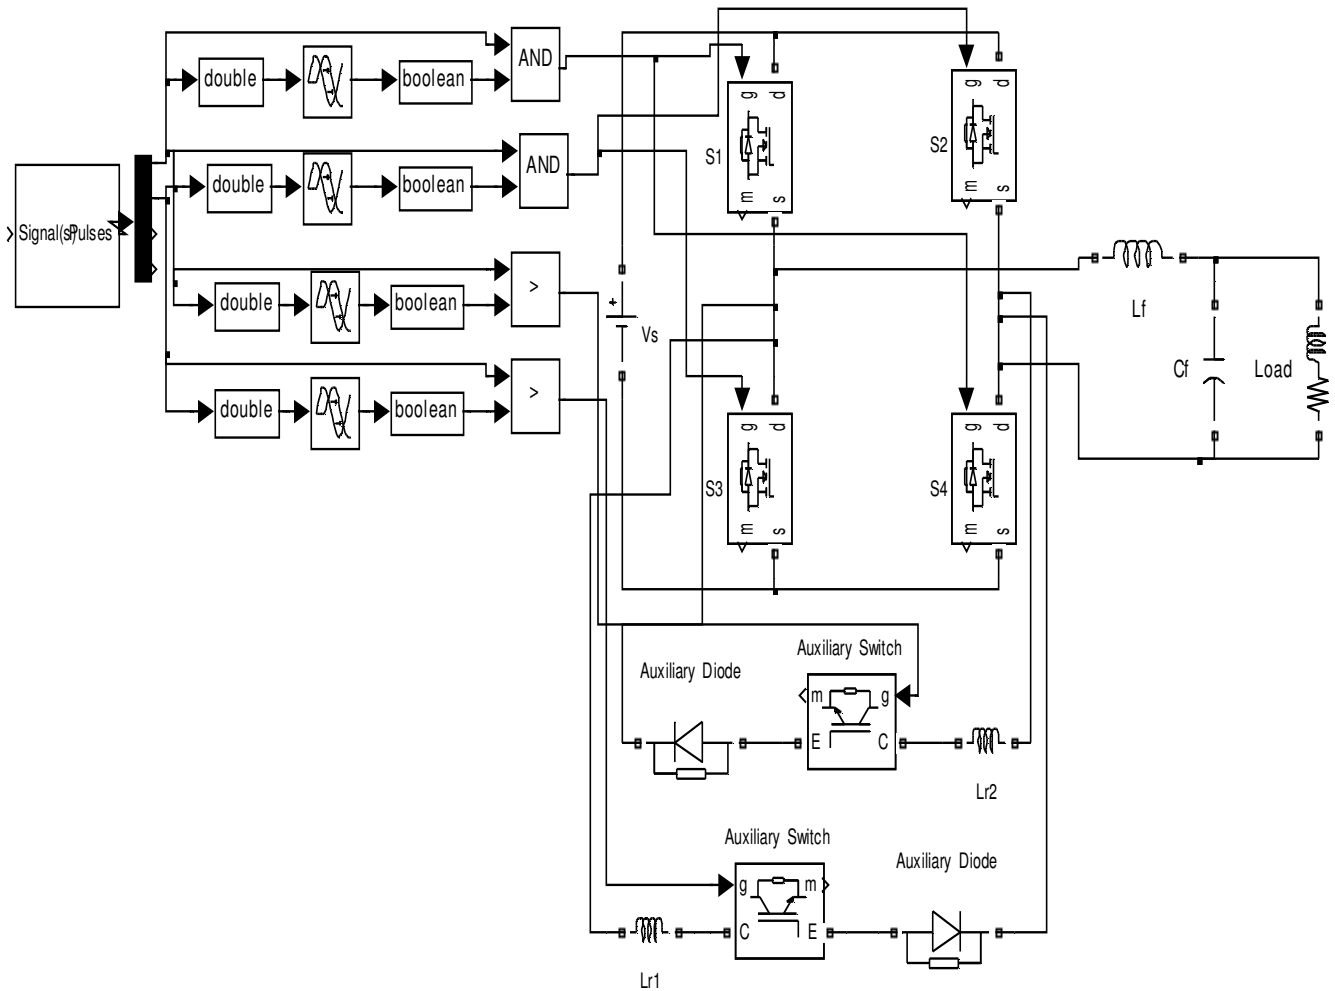 double
boolean
AND
double
boolean
AND
Signal(s)Pulses
double
boolean
>
double
boolean
>
g d
S1
m s
g d
S2
m s
+
Vs
Lf
Cf
Load
g d
S3
m s
g d
S4
m s
Auxiliary Switch
Auxiliary Diode
m g
E C
Lr2
Auxiliary Switch
Auxiliary Diode
g m
C E
Lr1